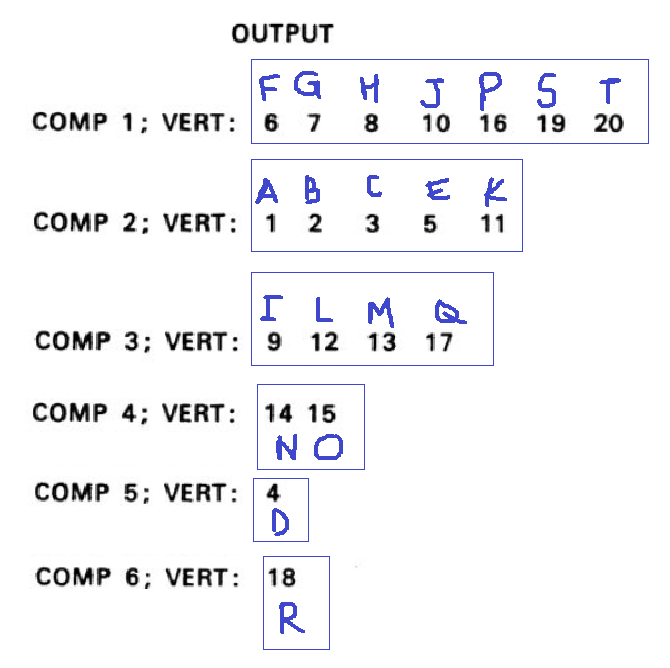 OUTPUT
F G H J P S T
COMP 1; VERT: 6 7 8 10 16 19 20
A B C E K
COMP 2; VERT: 1 2 3 5 11
I L M Q
COMP 3; VERT: 9 12 13 17
COMP 4; VERT: 14 15
N O
COMP 5; VERT: 4
D
COMP 6; VERT: 18
R